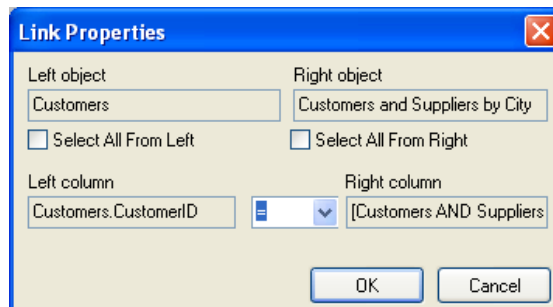 Link Properties
Left object Right object
Customers Customers and Suppliers by City
Select All From Left Select All From Right
Left column Right column
Customers.CustomerID = [Customers AND Suppliers
OK Cancel